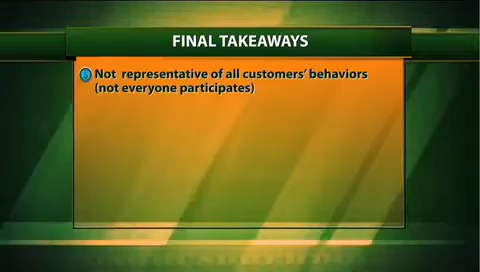 FINAL TAKEAWAYS
Not representative of all customers' behaviors
(not everyone participates)